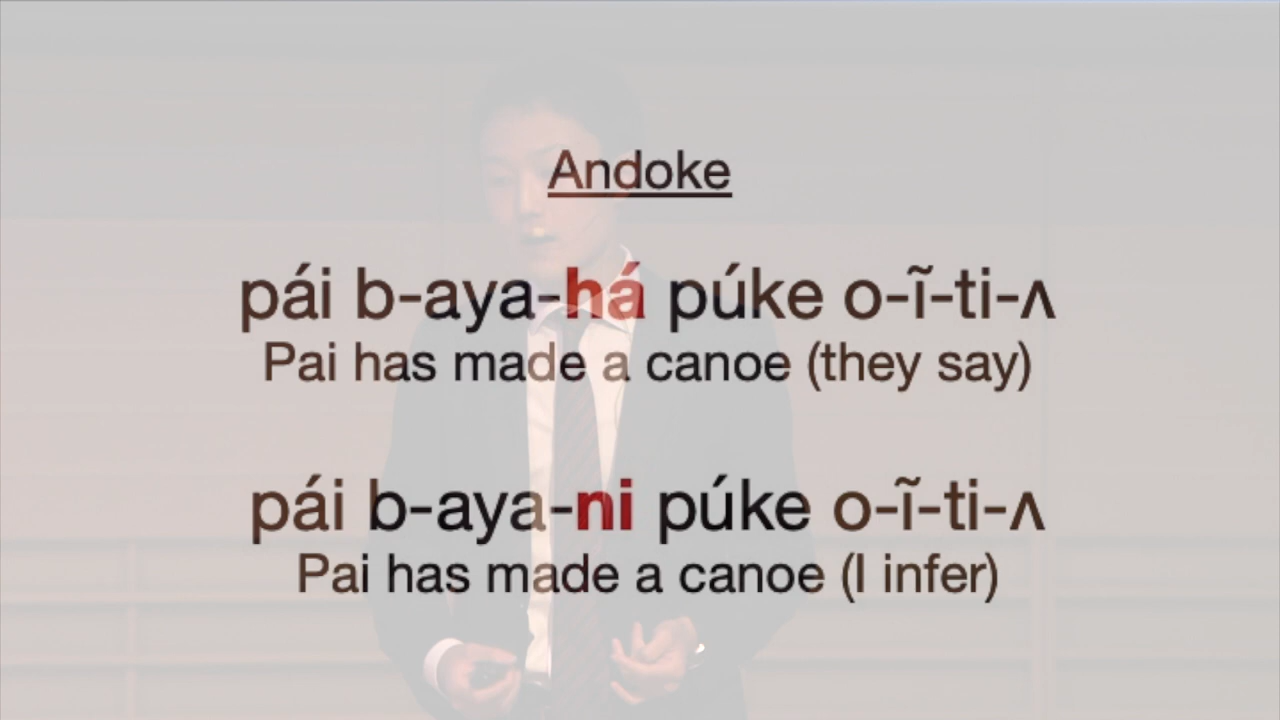 Andoke
pái b-aya-há púke o-ĩ-ti-ʌ
Pai has made a canoe (they say)
pái b-aya-ni púke o-ĩ-ti-ʌ
Pai has made a canoe (I infer)